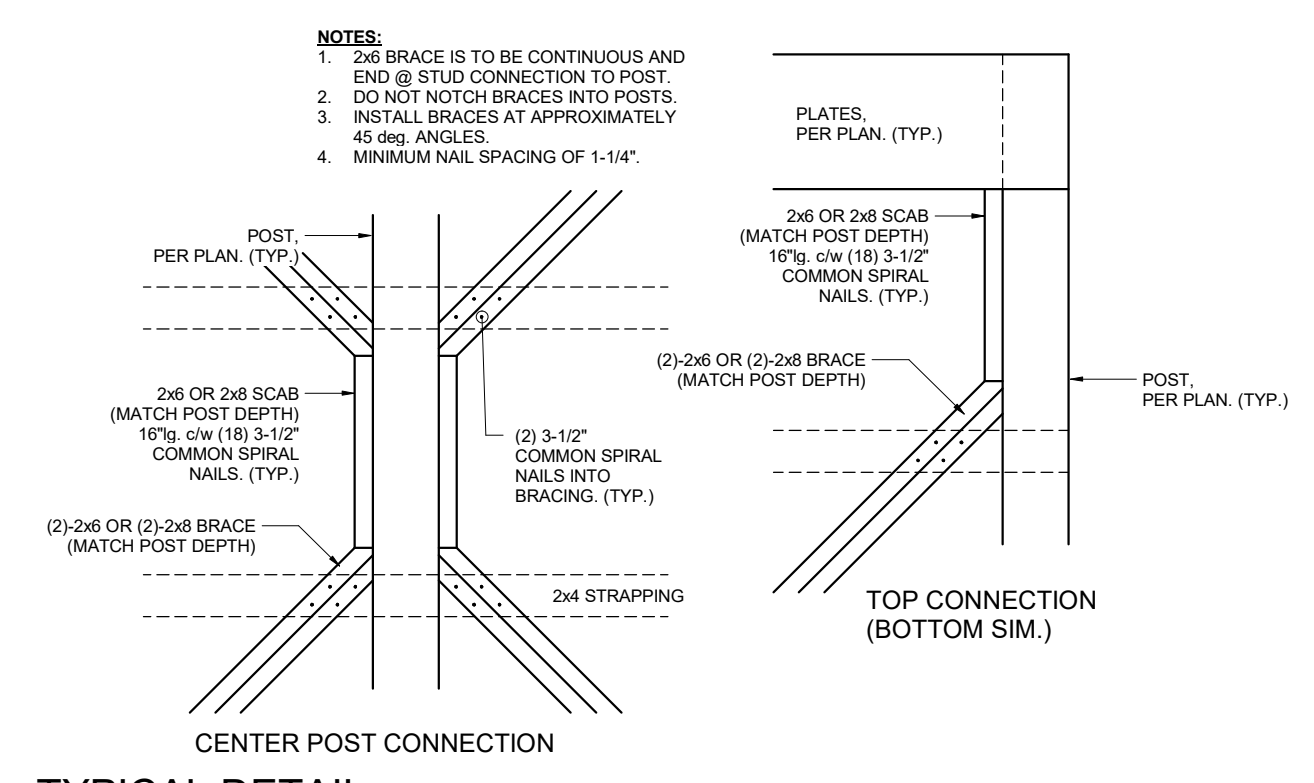 NOTES:
1. 2x6 BRACE IS TO BE CONTINUOUS AND
END @ STUD CONNECTION TO POST.
2. DO NOT NOTCH BRACES INTO POSTS.
3. INSTALL BRACES AT APPROXIMATELY
45 deg. ANGLES.
4. MINIMUM NAIL SPACING OF 1-1/4".
POST,
PER PLAN. (TYP.)
2x6 OR 2x8 SCAB
(MATCH POST DEPTH)
16"lg. c/w (18) 3-1/2"
COMMON SPIRAL
NAILS. (TYP.)
(2) 3-1/2"
COMMON SPIRAL
NAILS INTO
BRACING. (TYP.)
(2)-2x6 OR (2)-2x8 BRACE
(MATCH POST DEPTH)
2x4 STRAPPING
CENTER POST CONNECTION
PLATES,
PER PLAN. (TYP.)
2x6 OR 2x8 SCAB
(MATCH POST DEPTH)
16"lg. c/w (18) 3-1/2"
COMMON SPIRAL
NAILS. (TYP.)
(2)-2x6 OR (2)-2x8 BRACE
(MATCH POST DEPTH)
POST,
PER PLAN. (TYP.)
TOP CONNECTION
(BOTTOM SIM.)
TYPICAL DETAIL